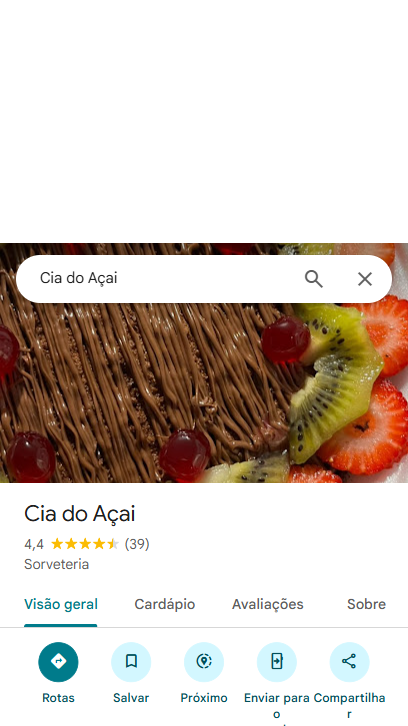 Cia do Açai
Cia do Açai
4,4 (39)
Sorveteria
Visão geral Cardápio Avaliações Sobre
Rotas Salvar Próximo Enviar para o Compartilhar